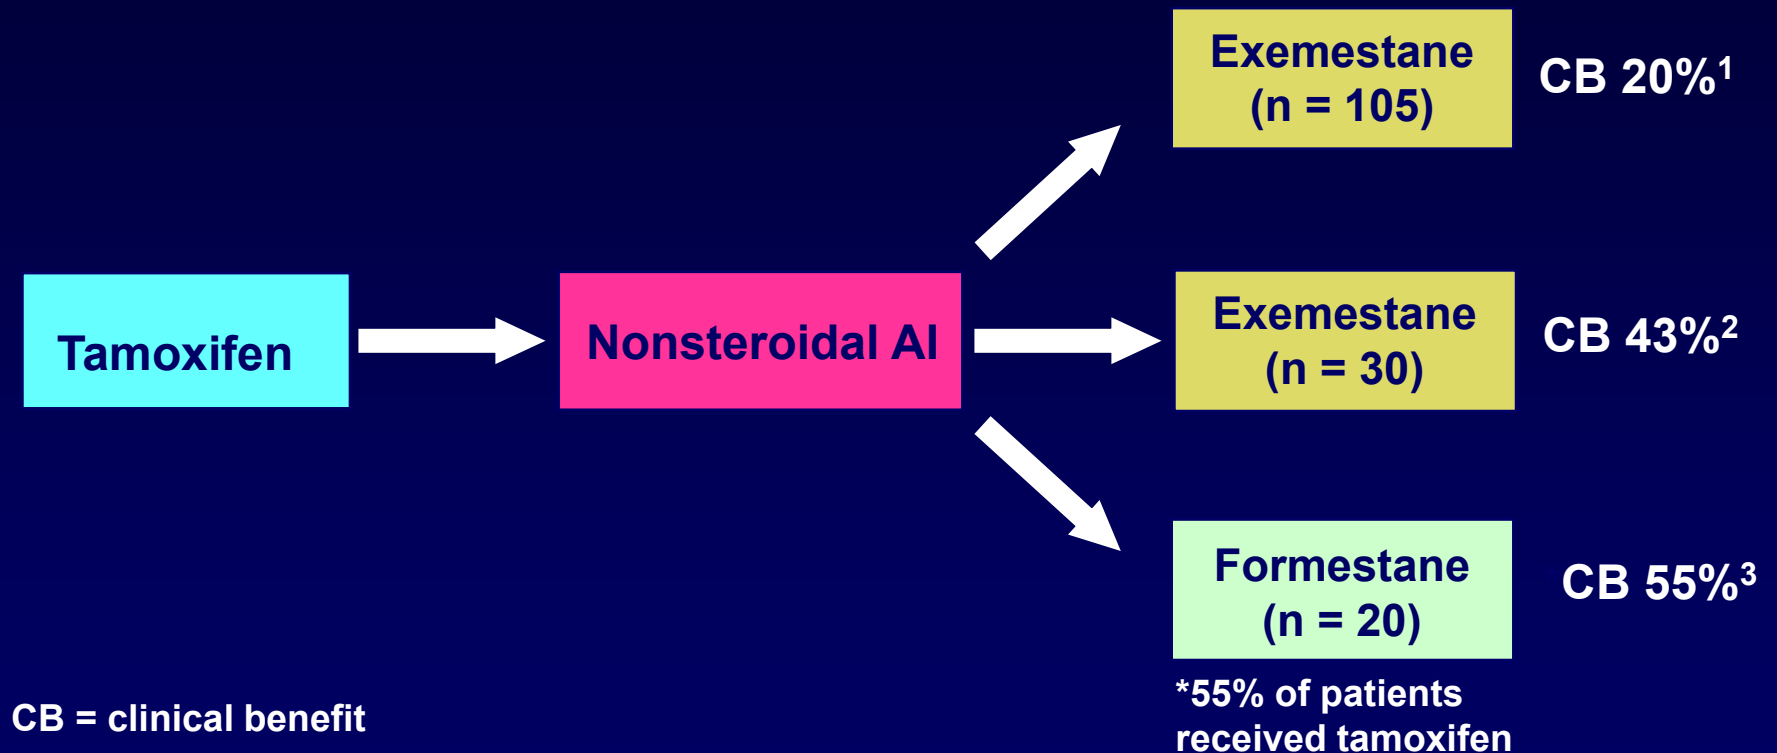 Exemestane
(n = 105)
CB 20%¹
Tamoxifen
Nonsteroidal AI
Exemestane
(n = 30)
CB 43%²
Formestane
(n = 20)
CB 55%³
*55% of patients
received tamoxifen
CB = clinical benefit